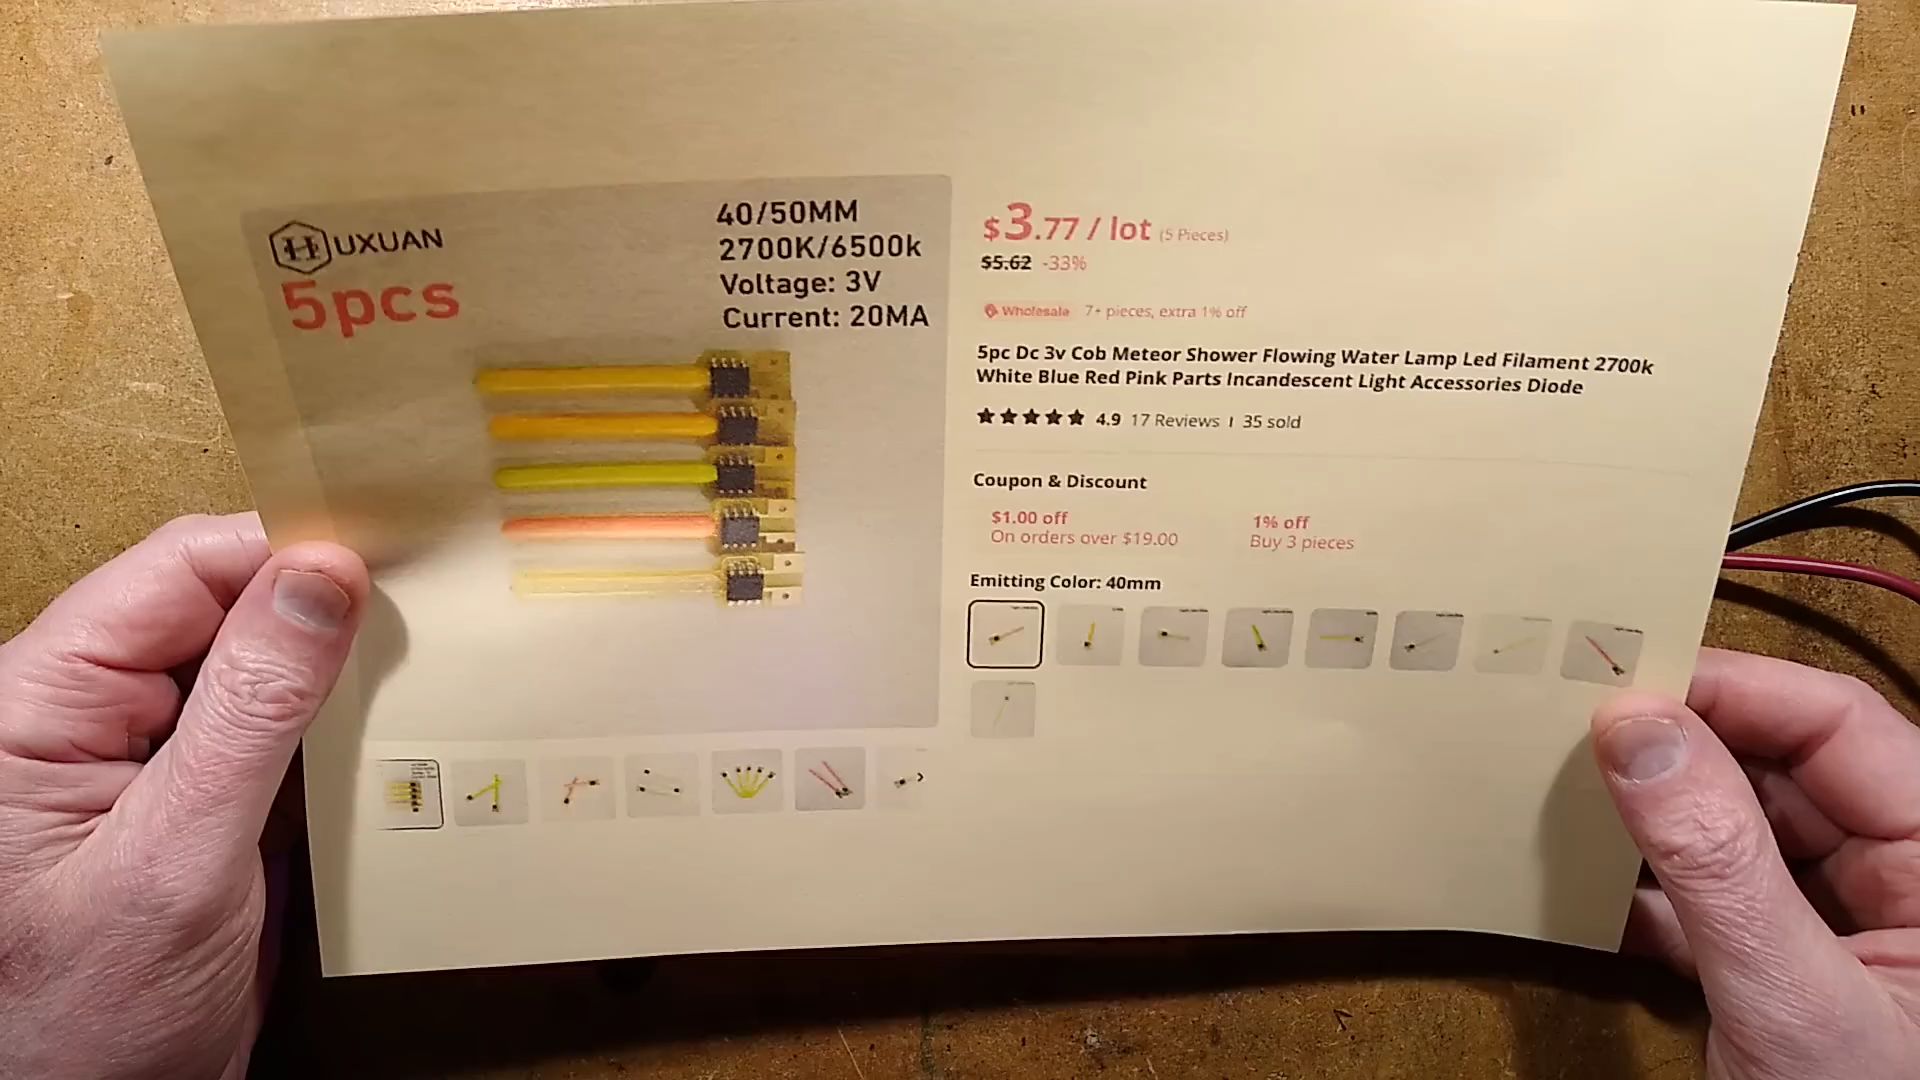 HUXUAN
5pcs
40/50MM
2700K/6500k
Voltage: 3V
Current: 20MA
$3.77 / lot (5 Pieces)
$5.62 -33%
Wholesale 7+ pieces, extra 1% off
5pc Dc 3v Cob Meteor Shower Flowing Water Lamp Led Filament 2700k
White Blue Red Pink Parts Incandescent Light Accessories Diode
★★★★★ 4.9 17 Reviews I 35 sold
Coupon & Discount
$1.00 off
On orders over $19.00
1% off
Buy 3 pieces
Emitting Color: 40mm